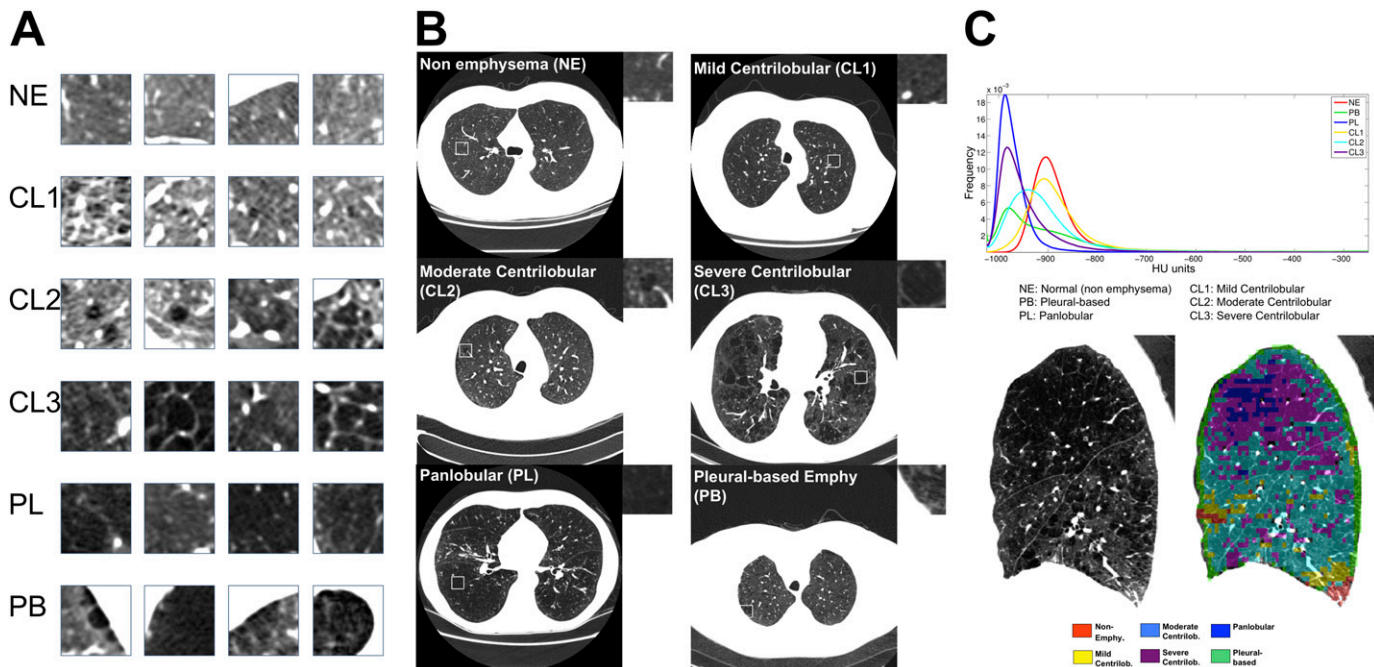 A
NE
CL1
CL2
CL3
PL
PB
B
Non emphysema (NE)
Mild Centrilobular (CL1)
Moderate Centrilobular
(CL2)
Severe Centrilobular
(CL3)
Panlobular (PL)
Pleural-based Emphy
(PB)
C
x 10⁻³
18
16
14
12
10
8
6
4
2
Frequency
NE
PB
PL
CL1
CL2
CL3
−1000
−900
−800
−700
−600
−500
−400
−300
HU units
NE: Normal (non emphysema)
PB: Pleural-based
PL: Panlobular
CL1: Mild Centrilobular
CL2: Moderate Centrilobular
CL3: Severe Centrilobular
Non-
Emphy.
Moderate
Centrilob.
Panlobular
Mild
Centrilob.
Severe
Centrilob.
Pleural-
based